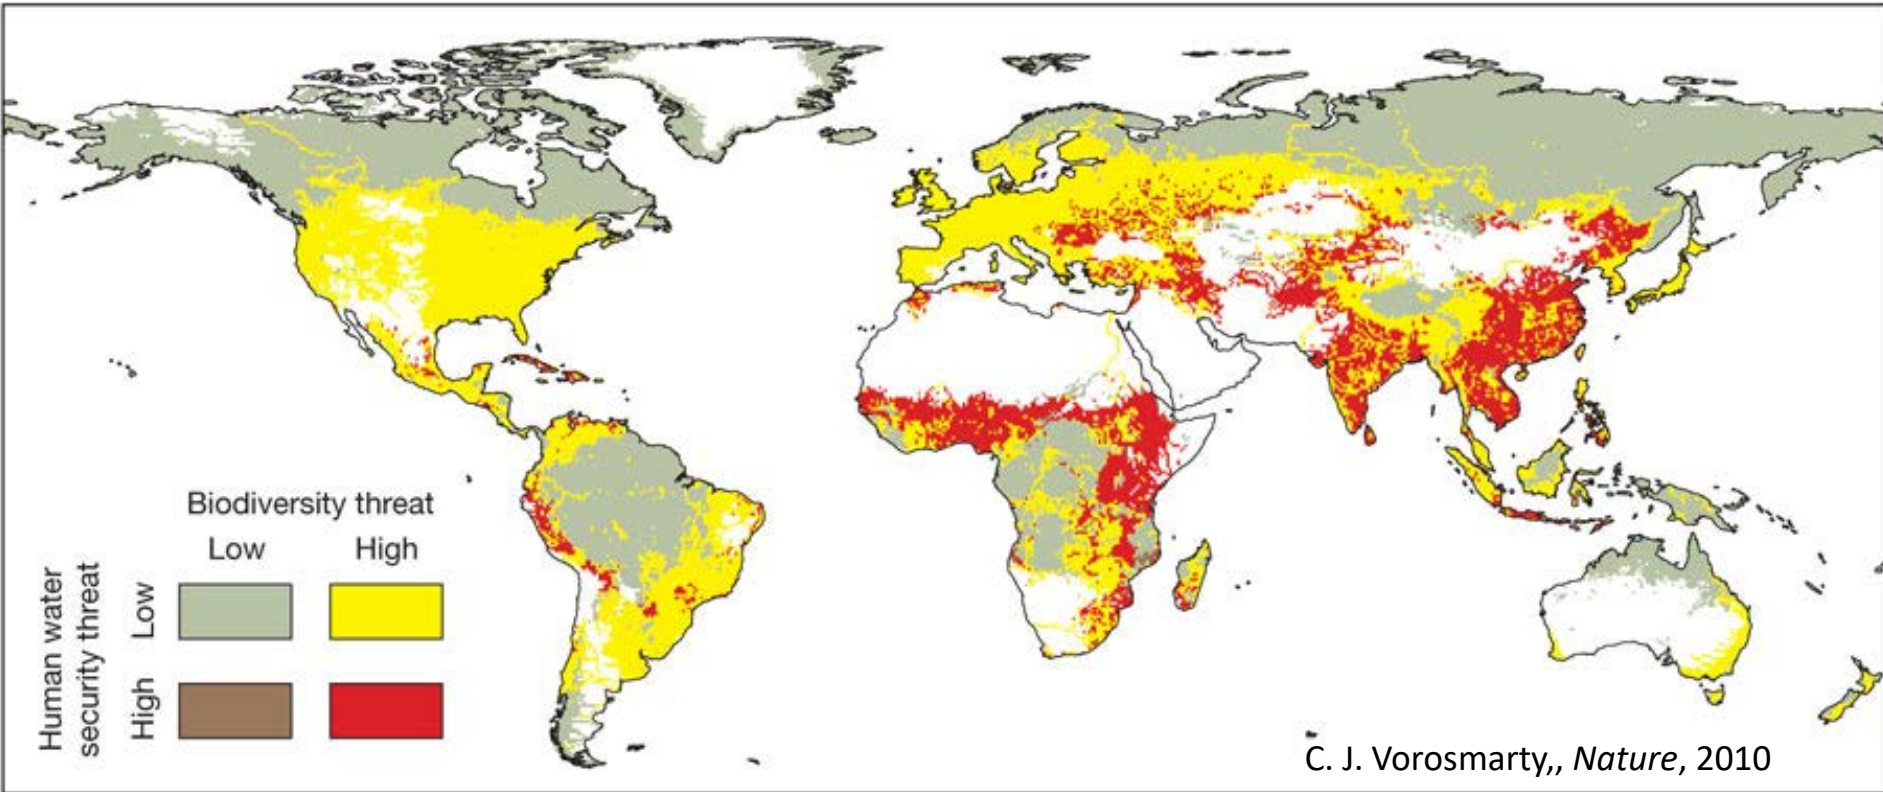 Biodiversity threat
Low High
Human water
security threat
Low
High
C. J. Vorosmarty,, Nature, 2010